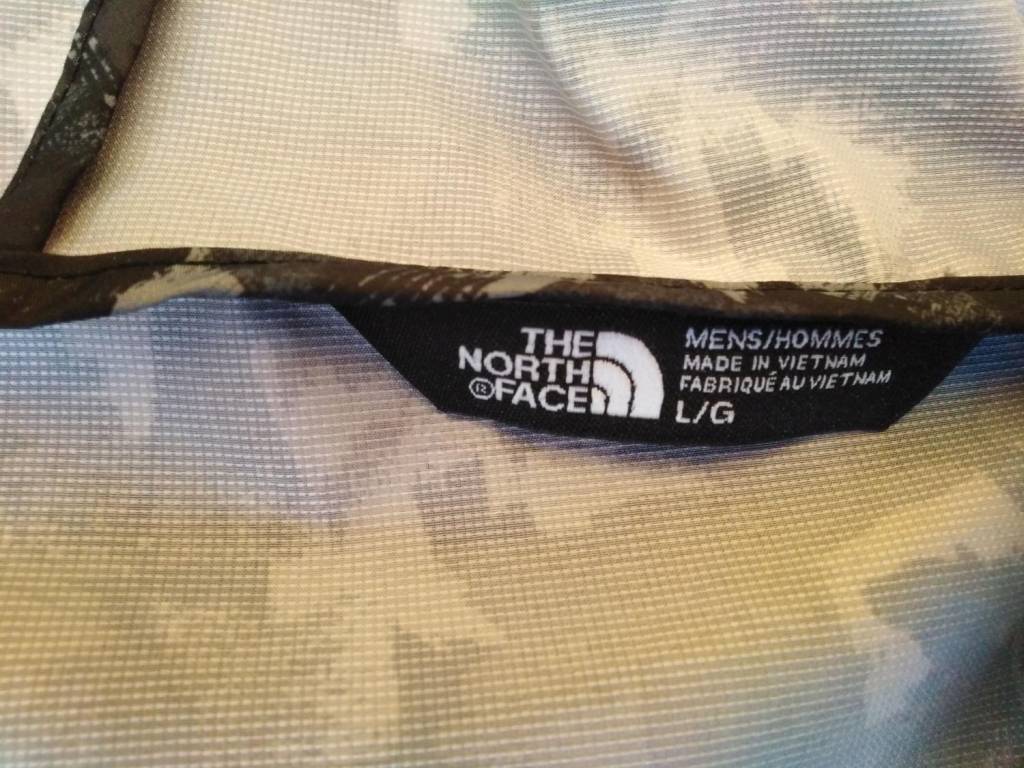 THE
NORTH
®FACE
MENS/HOMMES
MADE IN VIETNAM
FABRIQUÉ AU VIETNAM
L/G